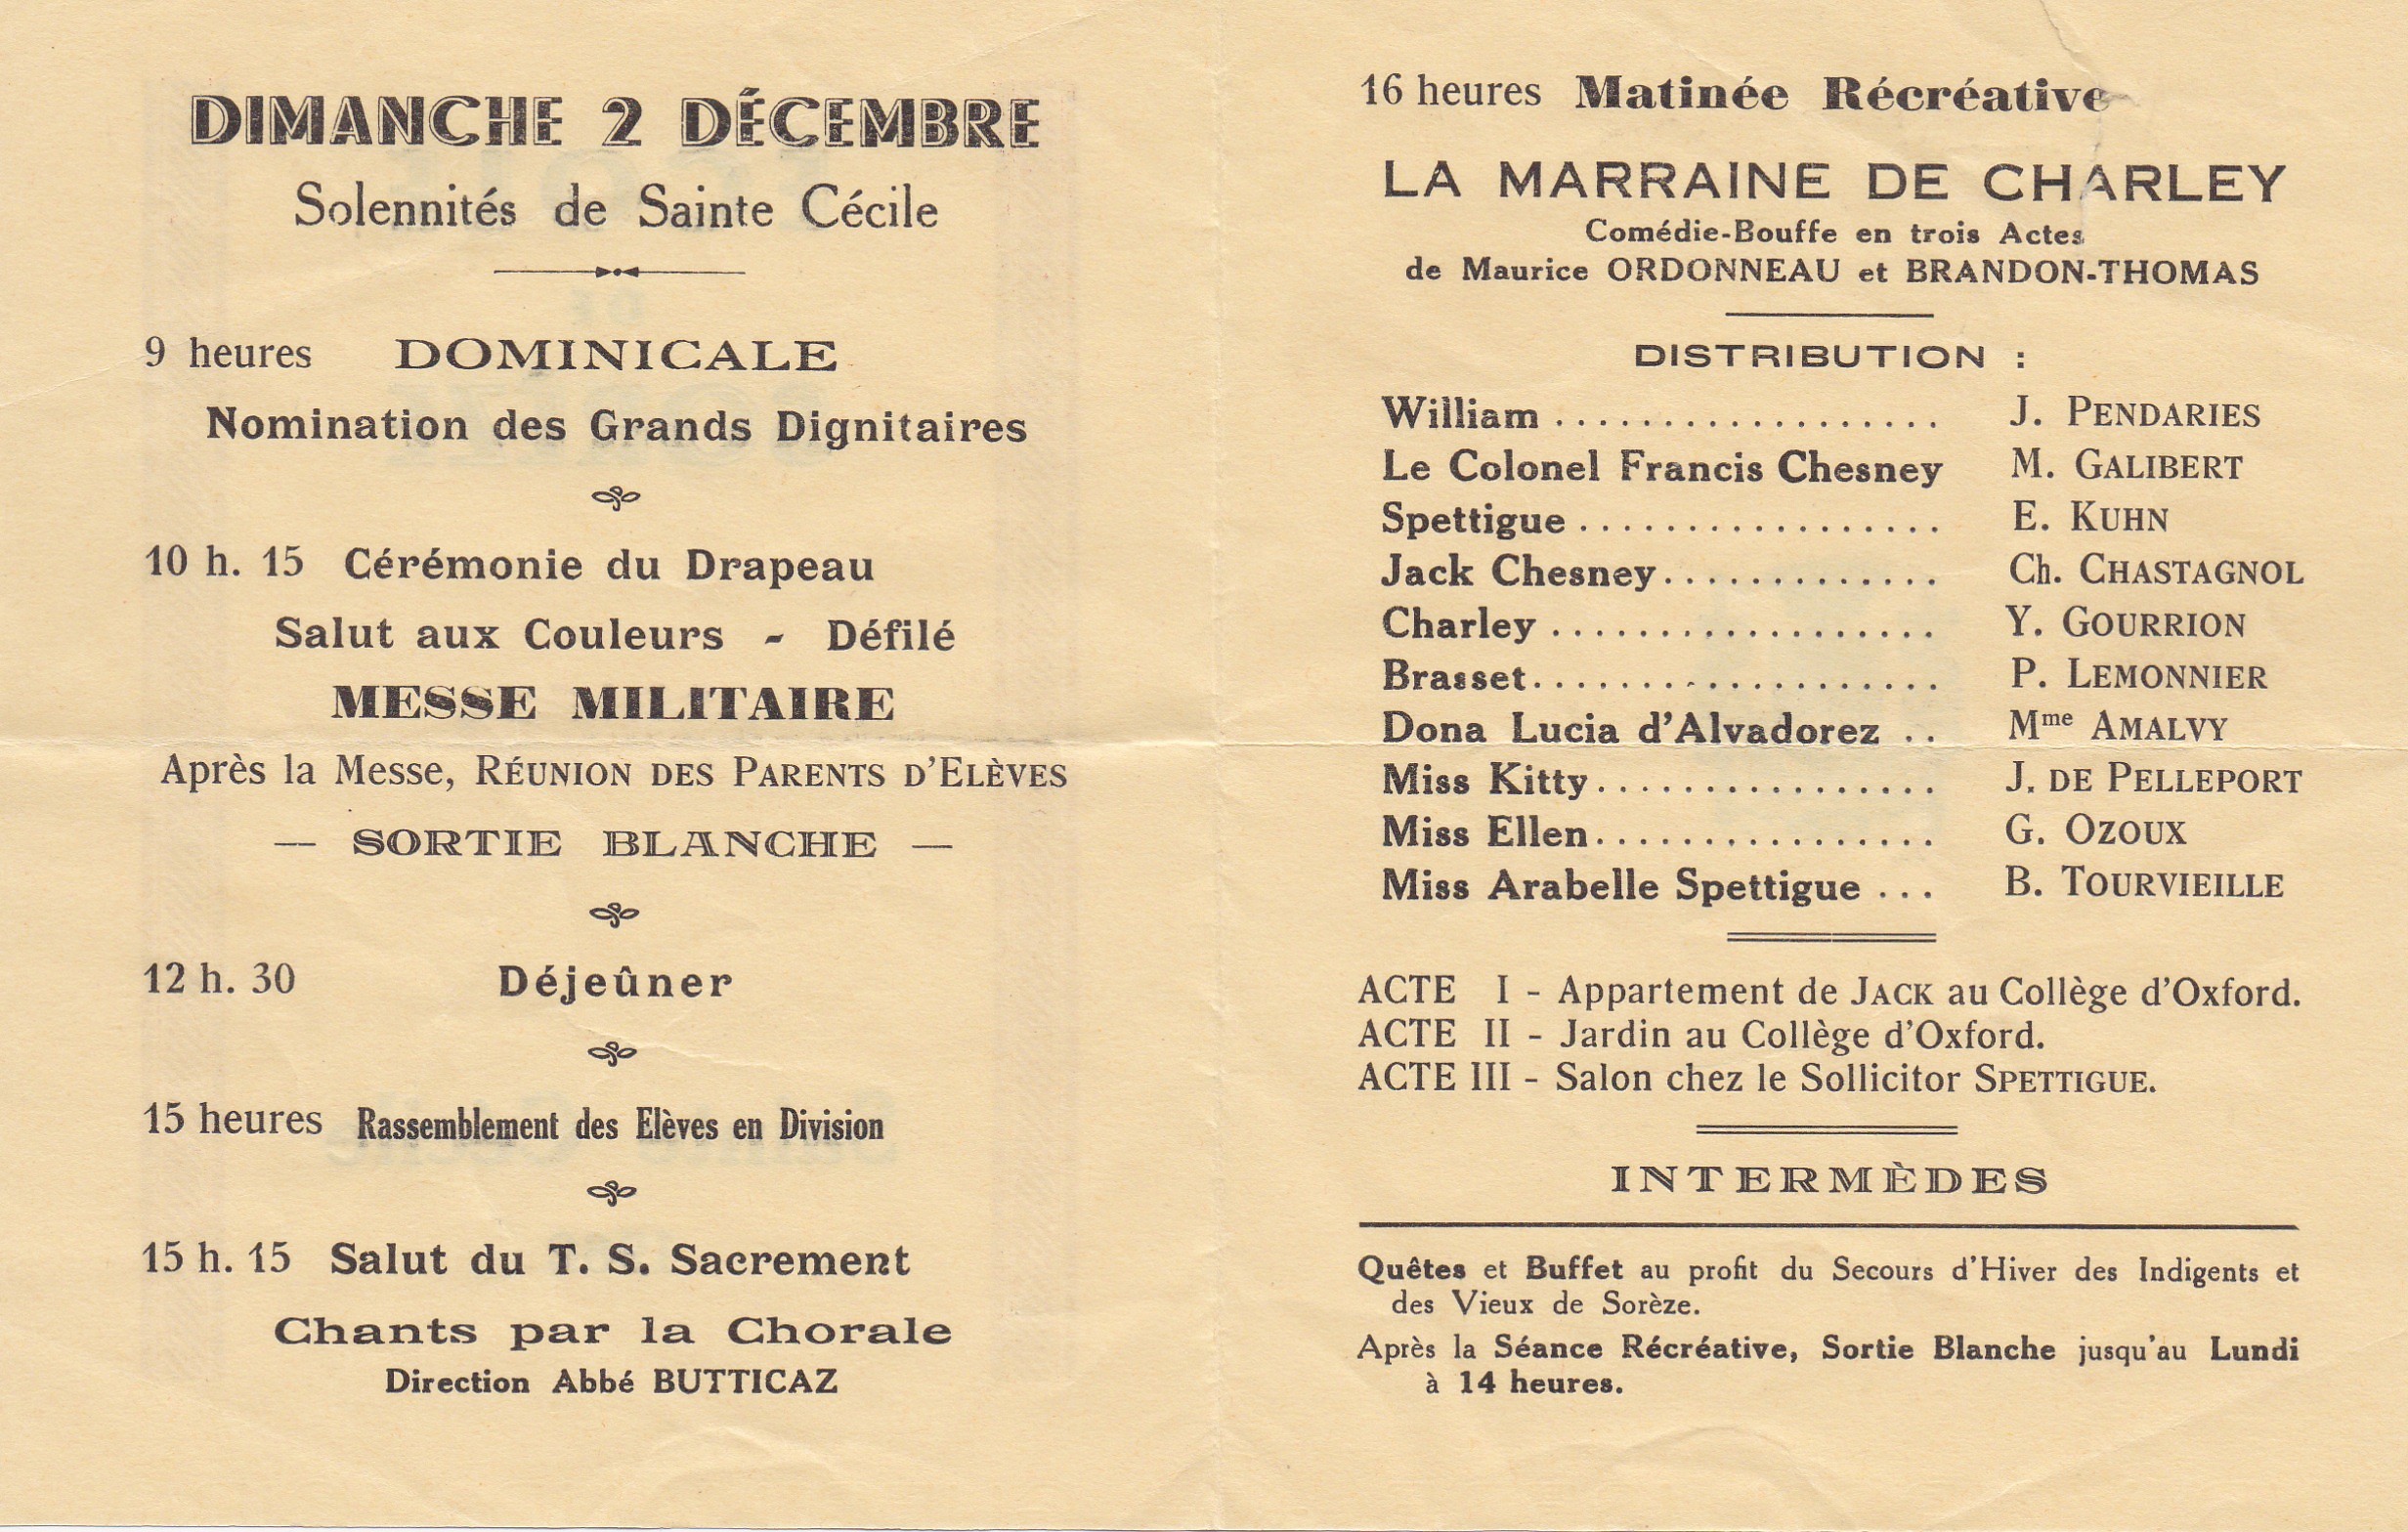 DIMANCHE 2 DÉCEMBRE
Solennités de Sainte Cécile
9 heures DOMINICALE
Nomination des Grands Dignitaires
10 h. 15 Cérémonie du Drapeau
Salut aux Couleurs - Défilé
MESSE MILITAIRE
Après la Messe, RÉUNION DES PARENTS D'ELÈVES
— SORTIE BLANCHE —
12 h. 30 Déjeûner
15 heures Rassemblement des Elèves en Division
15 h. 15 Salut du T. S. Sacrement
Chants par la Chorale
Direction Abbé BUTTICAZ
16 heures Matinée Récréative
LA MARRAINE DE CHARLEY
Comédie-Bouffe en trois Actes
de Maurice ORDONNEAU et BRANDON-THOMAS
DISTRIBUTION :
William .................. J. PENDARIES
Le Colonel Francis Chesney M. GALIBERT
Spettigue ................. E. KUHN
Jack Chesney............. Ch. CHASTAGNOL
Charley .................. Y. GOURRION
Brasset................... P. LEMONNIER
Dona Lucia d'Alvadorez .. Mme AMALVY
Miss Kitty................ J. DE PELLEPORT
Miss Ellen................ G. OZOUX
Miss Arabelle Spettigue ... B. TOURVIEILLE
ACTE I - Appartement de JACK au Collège d'Oxford.
ACTE II - Jardin au Collège d'Oxford.
ACTE III - Salon chez le Sollicitor SPETTIGUE.
INTERMÈDES
Quêtes et Buffet au profit du Secours d'Hiver des Indigents et
des Vieux de Sorèze.
Après la Séance Récréative, Sortie Blanche jusqu'au Lundi
à 14 heures.